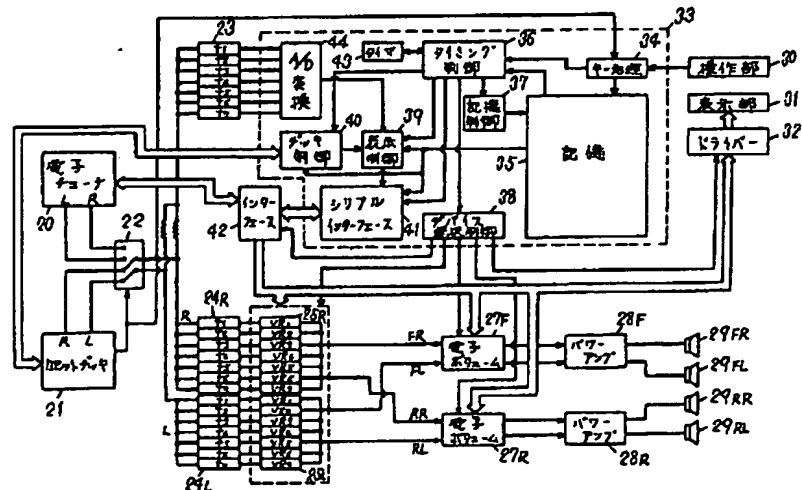 23
44
43
タイマ
タイミング
制御
36
34
33
キー処理
30
操作部
31
表示部
32
ドライバー
A/D
変換
37
記憶
制御
35
記憶
40
デッキ
制御
39
表示
制御
電子
チューナ
L R
20
22
42
インター
フェース
シリアル
インターフェース
41
38
デバイス
選択制御
R L
カセットデッキ
21
24R
25R
R
L
24L
FR
FL
RR
RL
27F
電子
ボリューム
28F
パワー
アンプ
29FR
29FL
29RR
29RL
電子
ボリューム
27R
パワー
アンプ
28R